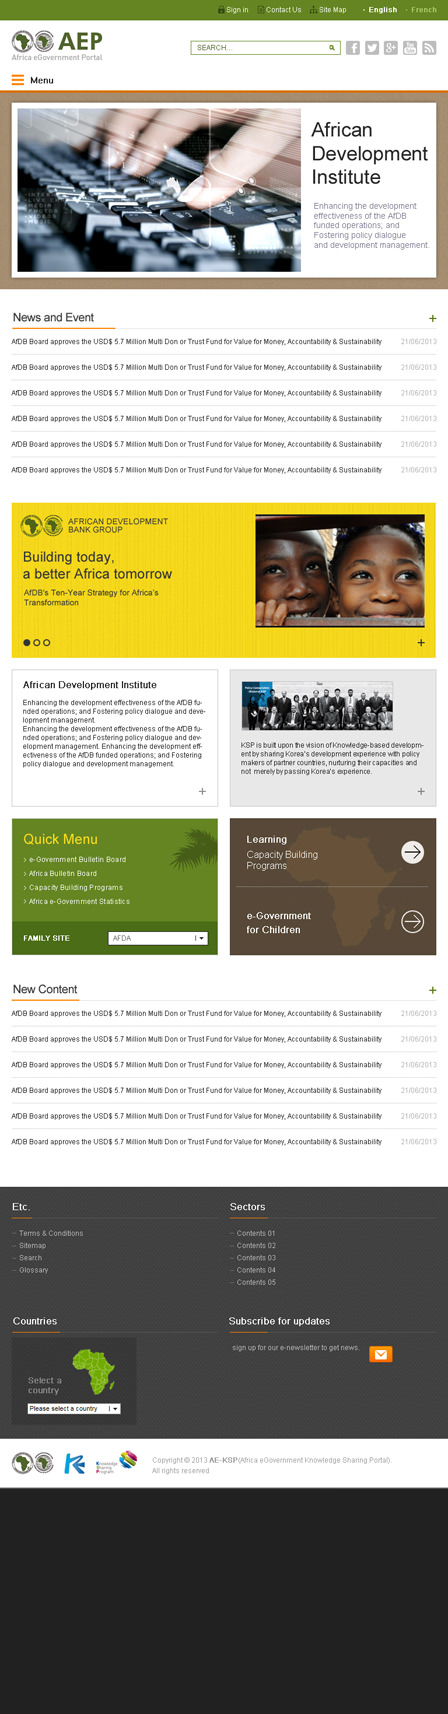 Sign in Contact Us Site Map • English • French
AEP
Africa eGovernment Portal
SEARCH...
Menu
African
Development
Institute
Enhancing the development
effectiveness of the AfDB
funded operations; and
Fostering policy dialogue
and development management.
News and Event
AfDB Board approves the USD$ 5.7 Million Multi Don or Trust Fund for Value for Money, Accountability & Sustainability 21/06/2013
AfDB Board approves the USD$ 5.7 Million Multi Don or Trust Fund for Value for Money, Accountability & Sustainability 21/06/2013
AfDB Board approves the USD$ 5.7 Million Multi Don or Trust Fund for Value for Money, Accountability & Sustainability 21/06/2013
AfDB Board approves the USD$ 5.7 Million Multi Don or Trust Fund for Value for Money, Accountability & Sustainability 21/06/2013
AfDB Board approves the USD$ 5.7 Million Multi Don or Trust Fund for Value for Money, Accountability & Sustainability 21/06/2013
AfDB Board approves the USD$ 5.7 Million Multi Don or Trust Fund for Value for Money, Accountability & Sustainability 21/06/2013
AFRICAN DEVELOPMENT
BANK GROUP
Building today,
a better Africa tomorrow
AfDB's Ten-Year Strategy for Africa's
Transformation
African Development Institute
Enhancing the development effectiveness of the AfDB fu-
nded operations; and Fostering policy dialogue and deve-
lopment management.
Enhancing the development effectiveness of the AfDB fu-
nded operations; and Fostering policy dialogue and dev-
elopment management. Enhancing the development eff-
ectiveness of the AfDB funded operations; and Fostering
policy dialogue and development management.
KSP is built upon the vision of Knowledge-based developm-
ent by sharing Korea's development experience with policy
makers of partner countries, nurturing their capacities and
not merely by passing Korea's experience.
Quick Menu
> e-Government Bulletin Board
> Africa Bulletin Board
> Capacity Building Programs
> Africa e-Government Statistics
FAMILY SITE AFDA
Learning
Capacity Building
Programs
e-Government
for Children
New Content
AfDB Board approves the USD$ 5.7 Million Multi Don or Trust Fund for Value for Money, Accountability & Sustainability 21/06/2013
AfDB Board approves the USD$ 5.7 Million Multi Don or Trust Fund for Value for Money, Accountability & Sustainability 21/06/2013
AfDB Board approves the USD$ 5.7 Million Multi Don or Trust Fund for Value for Money, Accountability & Sustainability 21/06/2013
AfDB Board approves the USD$ 5.7 Million Multi Don or Trust Fund for Value for Money, Accountability & Sustainability 21/06/2013
AfDB Board approves the USD$ 5.7 Million Multi Don or Trust Fund for Value for Money, Accountability & Sustainability 21/06/2013
AfDB Board approves the USD$ 5.7 Million Multi Don or Trust Fund for Value for Money, Accountability & Sustainability 21/06/2013
Etc.
– Terms & Conditions
– Sitemap
– Search
– Glossary
Sectors
– Contents 01
– Contents 02
– Contents 03
– Contents 04
– Contents 05
Countries
Select a
country
Please select a country
Subscribe for updates
sign up for our e-newsletter to get news.
Knowledge
Sharing
Program
Copyright © 2013 AE-KSP(Africa eGovernment Knowledge Sharing Portal).
All rights reserved.